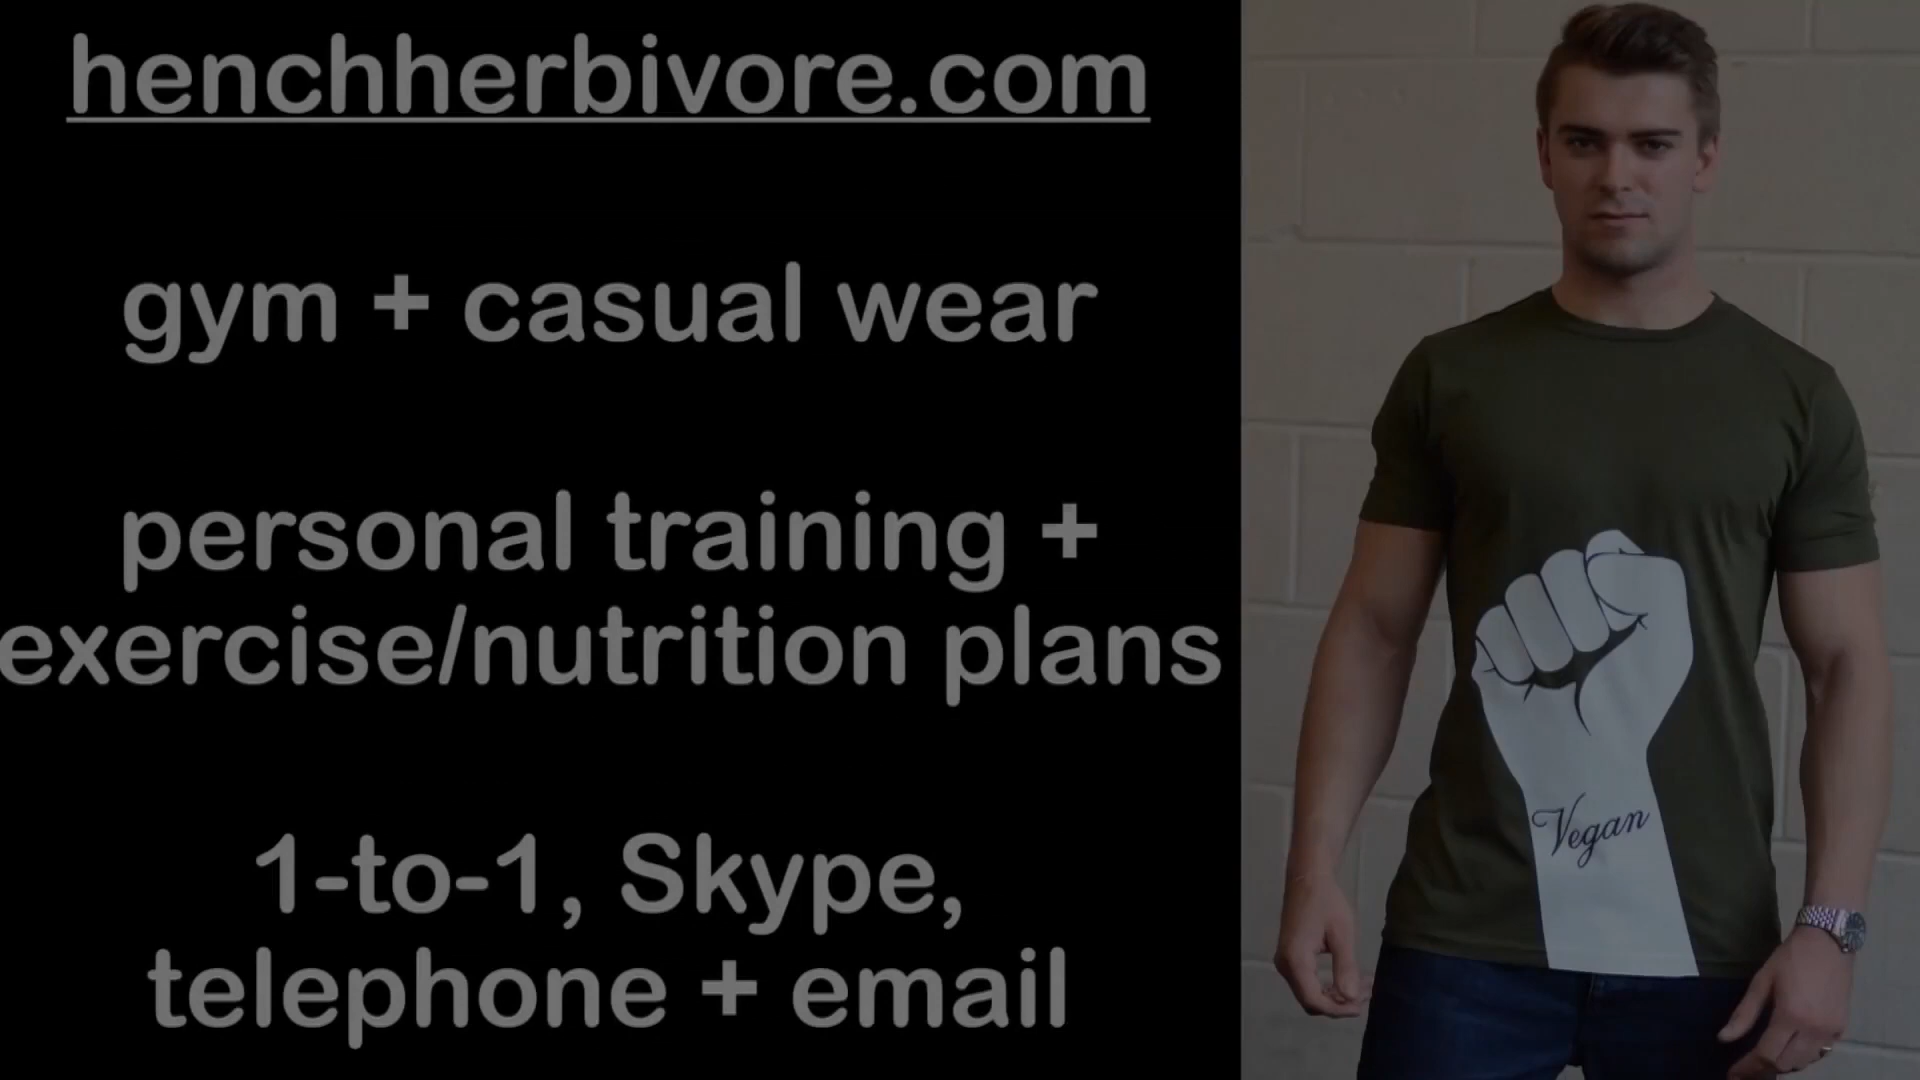 henchherbivore.com
gym + casual wear
personal training +
exercise/nutrition plans
1-to-1, Skype,
telephone + email
Vegan